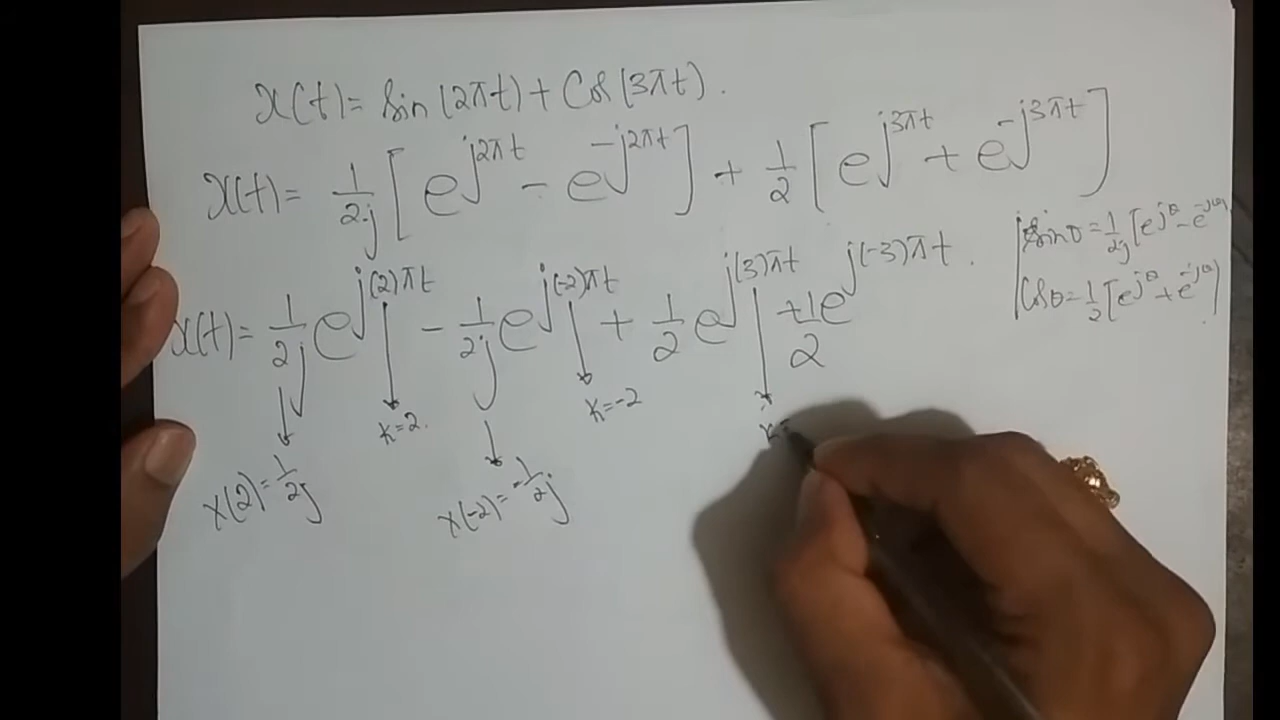 x(t) = sin(2πt) + Cos(3πt).
x(t) = 1/2j [e^{j2πt} - e^{-j2πt}] + 1/2 [e^{j3πt} + e^{-j3πt}]
sinθ = 1/2j [e^{jθ} - e^{-jθ}]
Cosθ = 1/2 [e^{jθ} + e^{-jθ}]
x(t) = 1/2j e^{j(2)πt} - 1/2j e^{j(-2)πt} + 1/2 e^{j(3)πt} + 1/2 e^{j(-3)πt}.
K=2. K=-2 K=
X(2) = 1/2j X(-2) = -1/2j